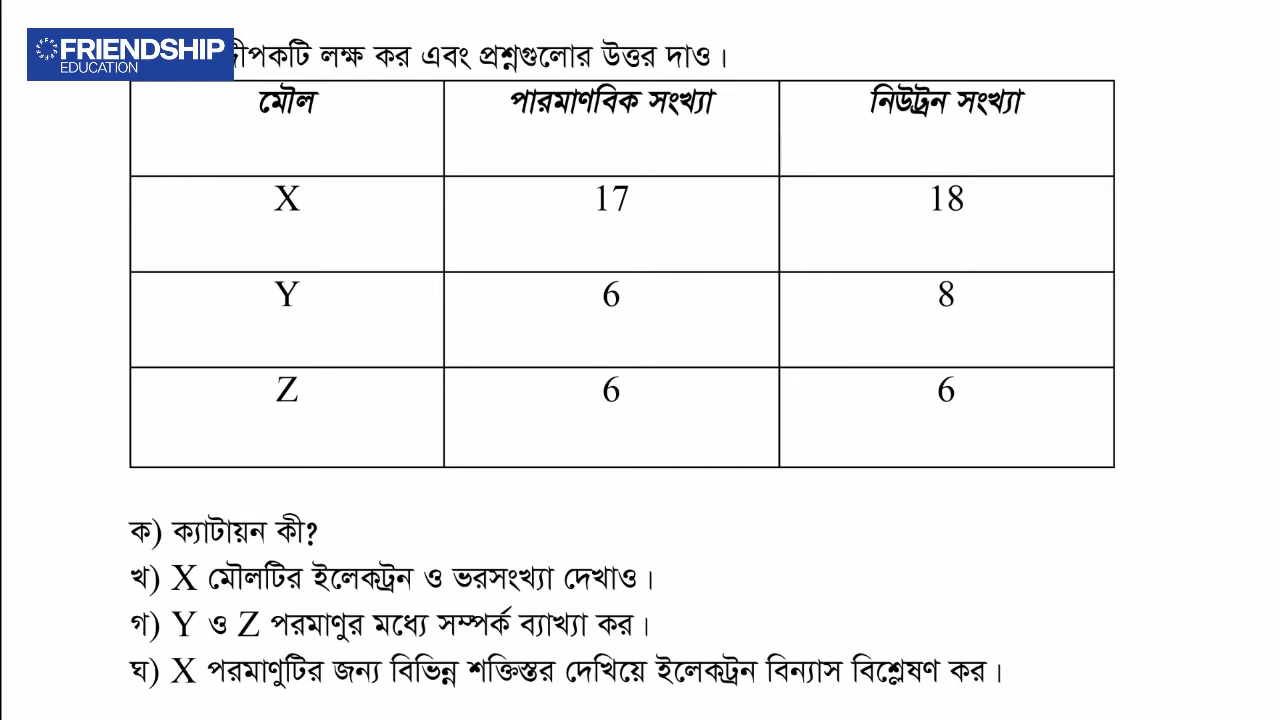 FRIENDSHIP
EDUCATION
লক্ষ কর এবং প্রশ্নগুলোর উত্তর দাও।
মৌল পারমাণবিক সংখ্যা নিউট্রন সংখ্যা
X 17 18
Y 6 8
Z 6 6
ক) ক্যাটায়ন কী?
খ) X মৌলটির ইলেকট্রন ও ভরসংখ্যা দেখাও।
গ) Y ও Z পরমাণুর মধ্যে সম্পর্ক ব্যাখ্যা কর।
ঘ) X পরমাণুটির জন্য বিভিন্ন শক্তিস্তর দেখিয়ে ইলেকট্রন বিন্যাস বিশ্লেষণ কর।